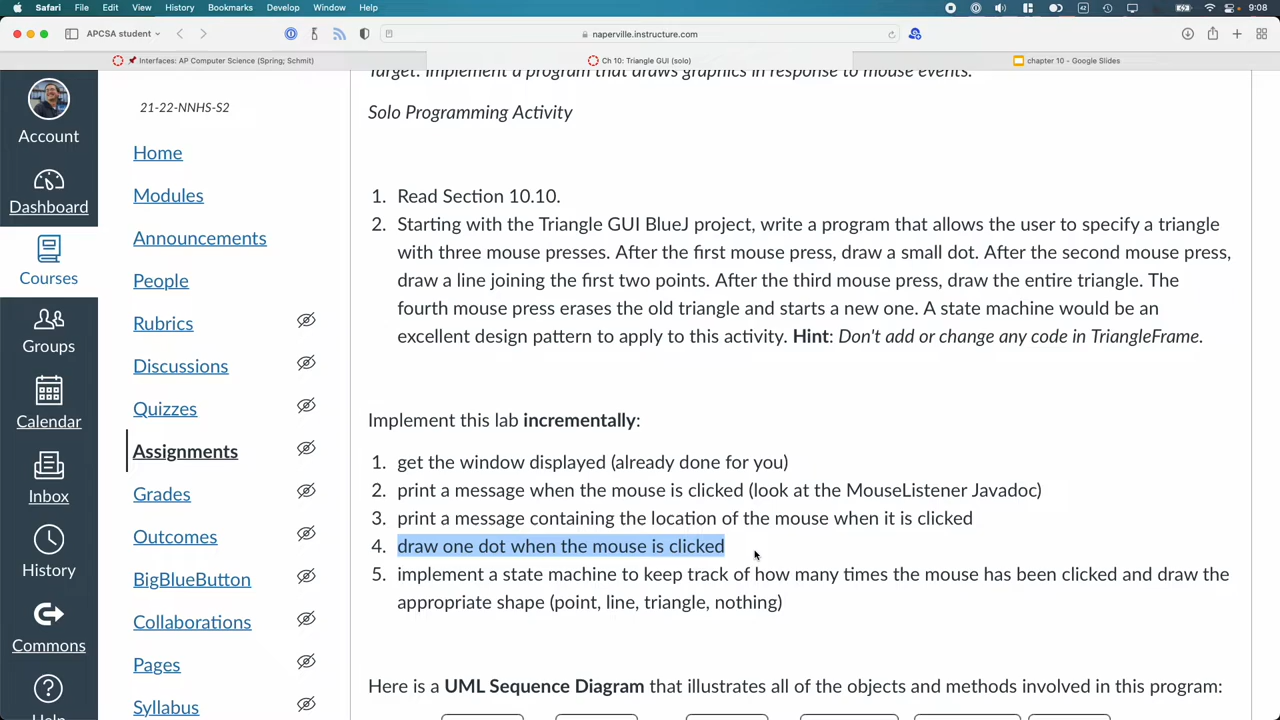 Safari File Edit View History Bookmarks Develop Window Help 9:08
APCSA student naperville.instructure.com
Interfaces: AP Computer Science (Spring; Schmit) Ch 10: Triangle GUI (solo) chapter 10 - Google Slides
Target: Implement a program that draws graphics in response to mouse events.
21-22-NNHS-S2
Solo Programming Activity
Account
Dashboard
Courses
Groups
Calendar
Inbox
History
Commons
Help
Home
Modules
Announcements
People
Rubrics
Discussions
Quizzes
Assignments
Grades
Outcomes
BigBlueButton
Collaborations
Pages
Syllabus
1. Read Section 10.10.
2. Starting with the Triangle GUI BlueJ project, write a program that allows the user to specify a triangle
with three mouse presses. After the first mouse press, draw a small dot. After the second mouse press,
draw a line joining the first two points. After the third mouse press, draw the entire triangle. The
fourth mouse press erases the old triangle and starts a new one. A state machine would be an
excellent design pattern to apply to this activity. Hint: Don't add or change any code in TriangleFrame.
Implement this lab incrementally:
1. get the window displayed (already done for you)
2. print a message when the mouse is clicked (look at the MouseListener Javadoc)
3. print a message containing the location of the mouse when it is clicked
4. draw one dot when the mouse is clicked
5. implement a state machine to keep track of how many times the mouse has been clicked and draw the
appropriate shape (point, line, triangle, nothing)
Here is a UML Sequence Diagram that illustrates all of the objects and methods involved in this program: